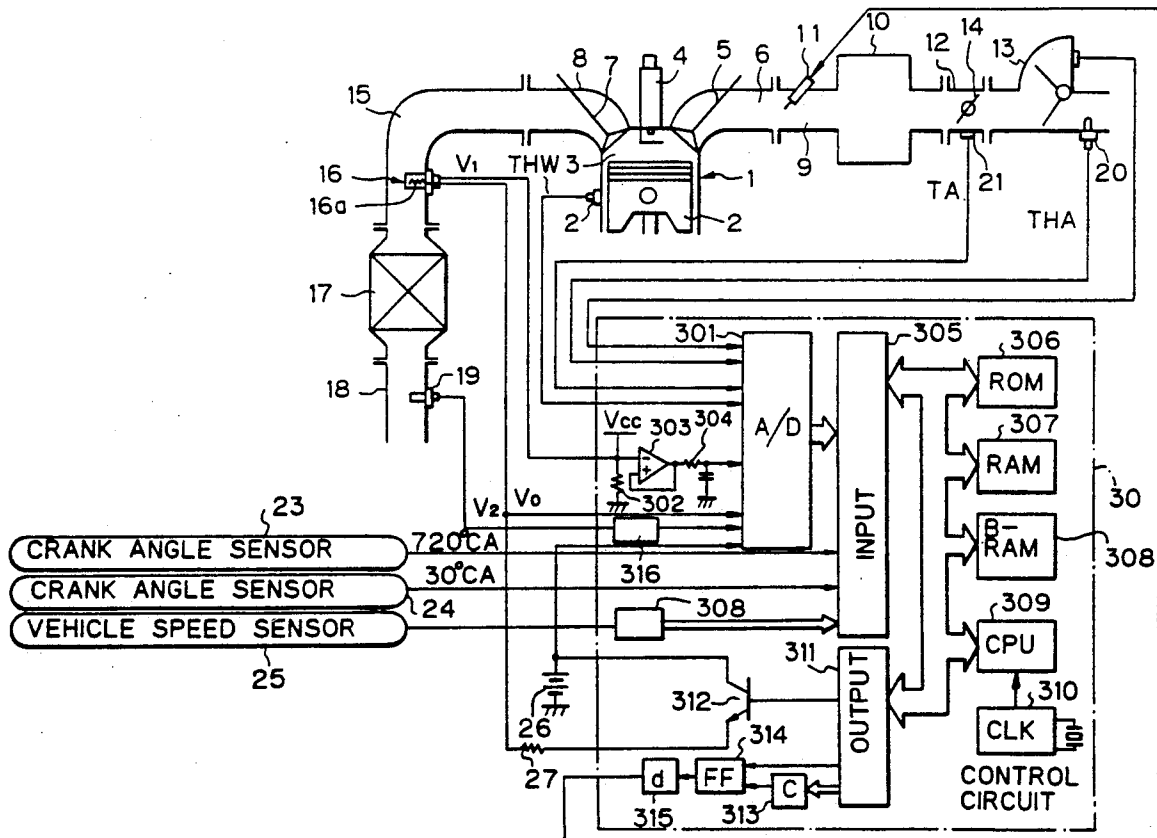 8 7 4 5 6 11 10 12 14 13
15
16 V1 THW 3 1 9 21 20
16a 2 2 TA
THA
17
301 305
306
ROM
18 19
Vcc 303 304 A/D
307
RAM
30
302
V2 V0
23
CRANK ANGLE SENSOR 720°CA
316
INPUT
B-RAM
308
CRANK ANGLE SENSOR 30°CA
24
308
309
CPU
VEHICLE SPEED SENSOR
25
311
310
CLK
26
312
OUTPUT
27
314
d FF C
315 313
CONTROL
CIRCUIT